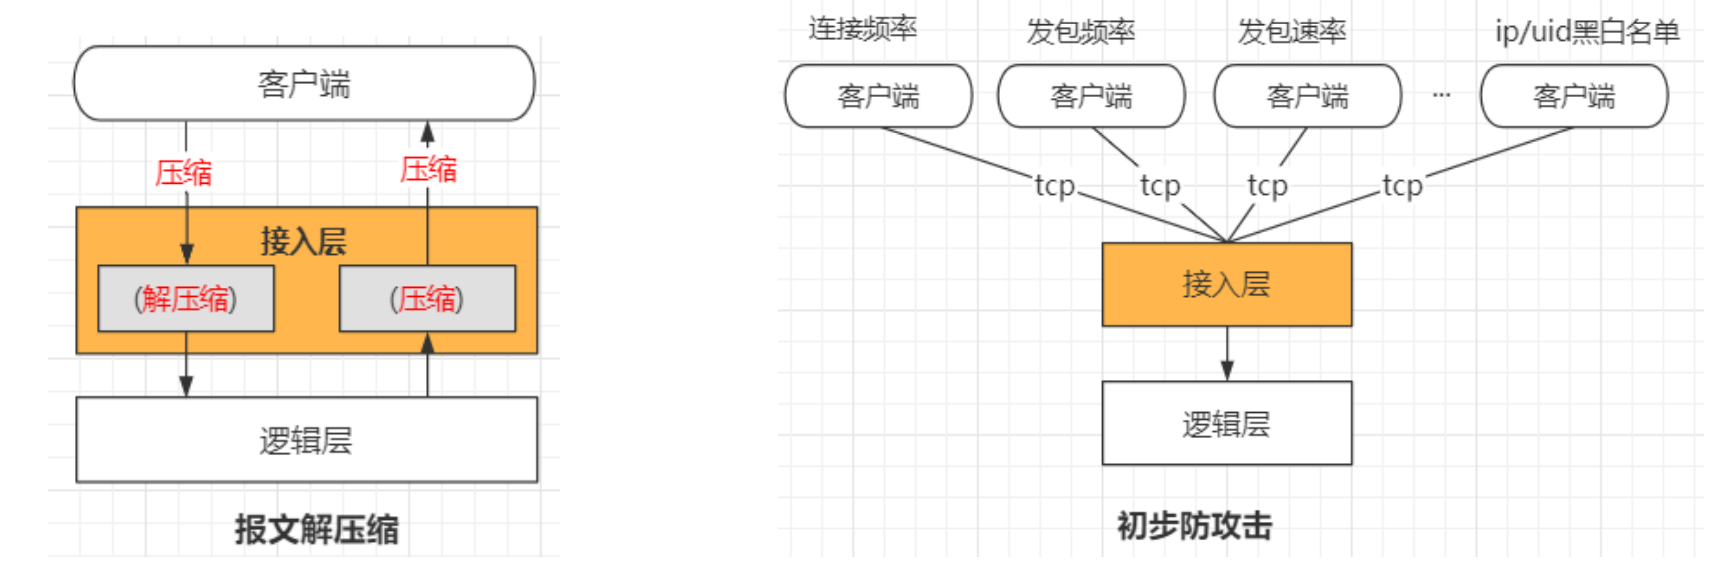 客户端
压缩
压缩
接入层
(解压缩)
(压缩)
逻辑层
报文解压缩
连接频率
发包频率
发包速率
ip/uid黑白名单
客户端
客户端
客户端
...
客户端
tcp
tcp
tcp
tcp
接入层
逻辑层
初步防攻击